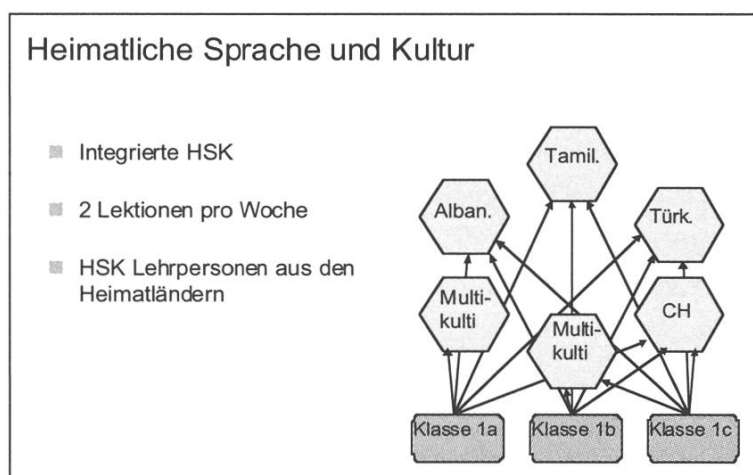 Heimatliche Sprache und Kultur
Integrierte HSK
2 Lektionen pro Woche
HSK Lehrpersonen aus den
Heimatländern
Tamil.
Alban.
Türk.
Multi-
kulti
Multi-
kulti
CH
Klasse 1a
Klasse 1b
Klasse 1c